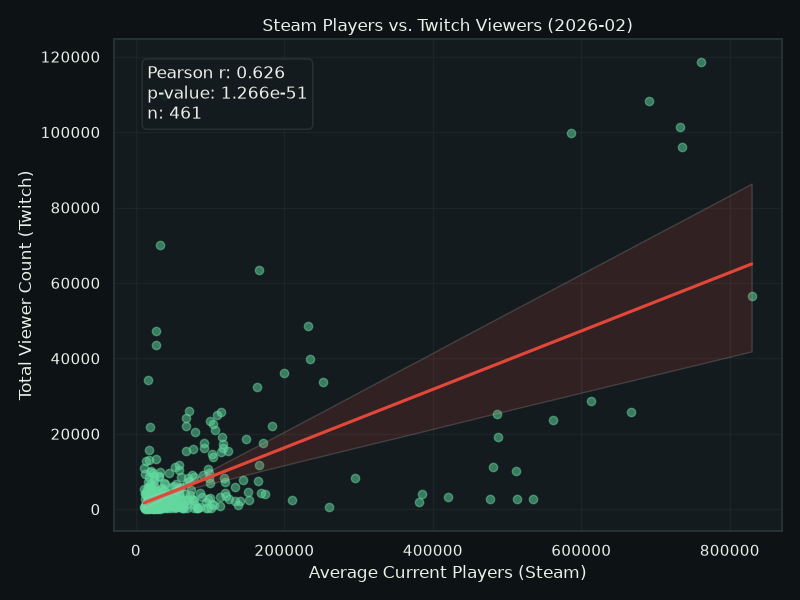 Steam Players vs. Twitch Viewers (2026-02)
Pearson r: 0.626
p-value: 1.266e-51
n: 461
Total Viewer Count (Twitch)
120000
100000
80000
60000
40000
20000
0
0 200000 400000 600000 800000
Average Current Players (Steam)